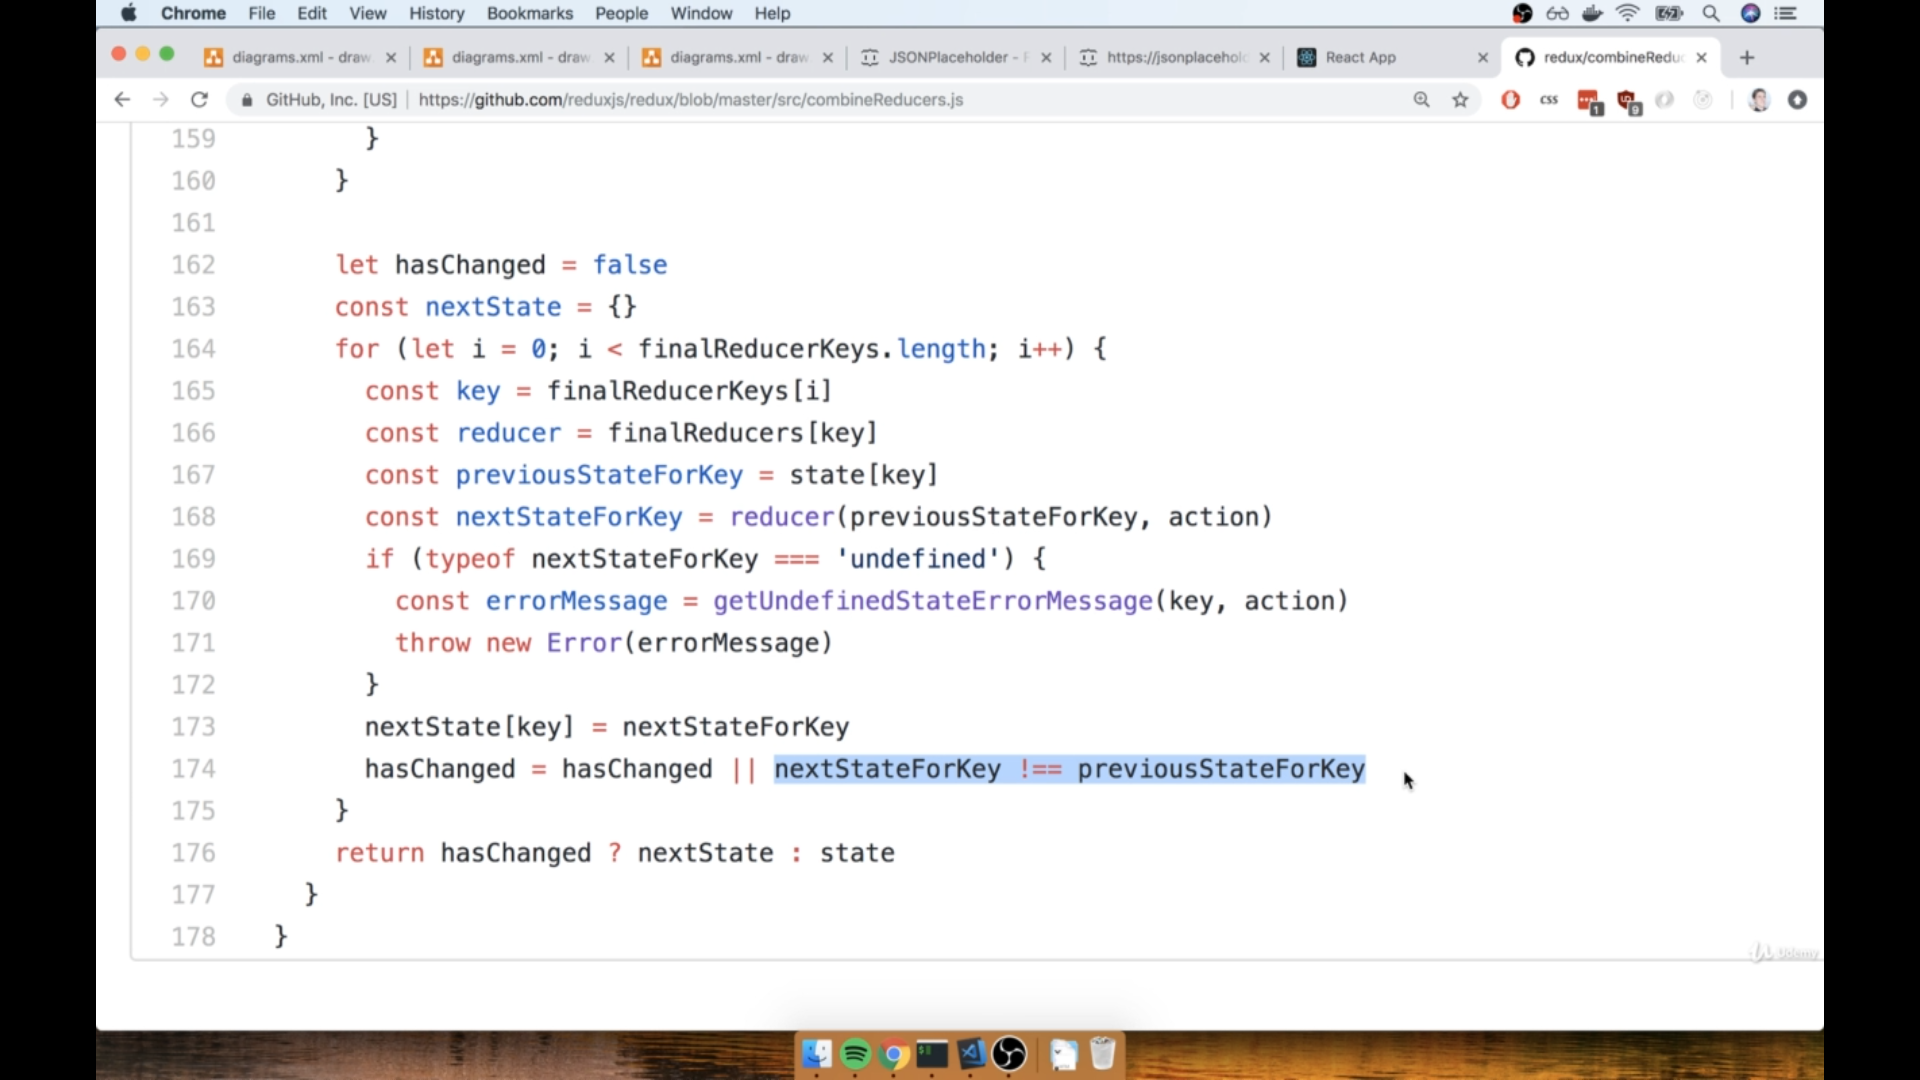 Chrome File Edit View History Bookmarks People Window Help
diagrams.xml - draw
diagrams.xml - draw
diagrams.xml - draw
JSONPlaceholder - F
https://jsonplacehol
React App
redux/combineReduc
GitHub, Inc. [US] | https://github.com/reduxjs/redux/blob/master/src/combineReducers.js
css
1
9
159 }
160 }
161
162 let hasChanged = false
163 const nextState = {}
164 for (let i = 0; i < finalReducerKeys.length; i++) {
165 const key = finalReducerKeys[i]
166 const reducer = finalReducers[key]
167 const previousStateForKey = state[key]
168 const nextStateForKey = reducer(previousStateForKey, action)
169 if (typeof nextStateForKey === 'undefined') {
170 const errorMessage = getUndefinedStateErrorMessage(key, action)
171 throw new Error(errorMessage)
172 }
173 nextState[key] = nextStateForKey
174 hasChanged = hasChanged || nextStateForKey !== previousStateForKey
175 }
176 return hasChanged ? nextState : state
177 }
178 }
Udemy